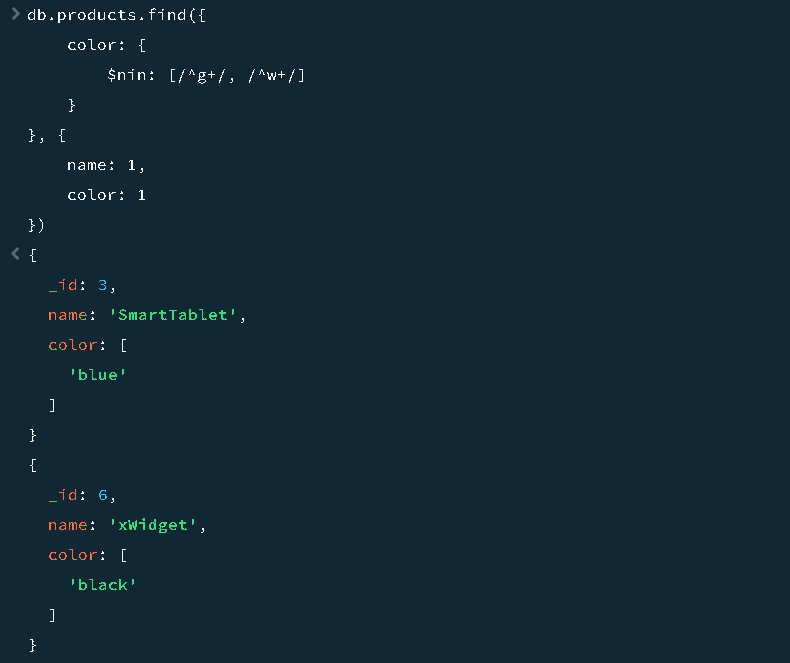 > db.products.find({
color: {
$nin: [/^g+/, /^w+/]
}
}, {
name: 1,
color: 1
})
< {
_id: 3,
name: 'SmartTablet',
color: [
'blue'
]
}
{
_id: 6,
name: 'xWidget',
color: [
'black'
]
}